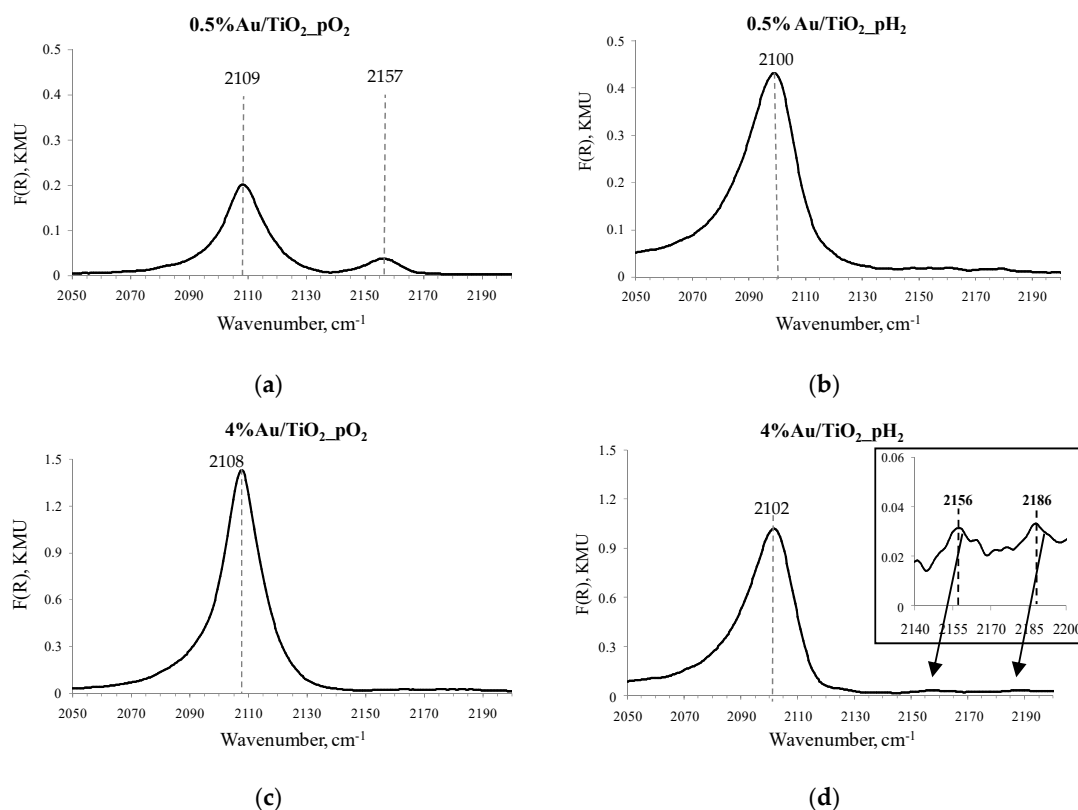 0.5%Au/TiO₂_pO₂
0.5% Au/TiO₂_pH₂
F(R), KMU
0.5
0.4
0.3
0.2
0.1
0
2109
2157
2050 2070 2090 2110 2130 2150 2170 2190
Wavenumber, cm⁻¹
(a)
F(R), KMU
0.5
0.4
0.3
0.2
0.1
0
2100
2050 2070 2090 2110 2130 2150 2170 2190
Wavenumber, cm⁻¹
(b)
4%Au/TiO₂_pO₂
F(R), KMU
1.5
1.2
0.9
0.6
0.3
0
2108
2050 2070 2090 2110 2130 2150 2170 2190
Wavenumber, cm⁻¹
(c)
4%Au/TiO₂_pH₂
F(R), KMU
1.5
1.2
0.9
0.6
0.3
0
2102
2050 2070 2090 2110 2130 2150 2170 2190
Wavenumber, cm⁻¹
0.06
0.04
0.02
0
2156 2186
2140 2155 2170 2185 2200
(d)